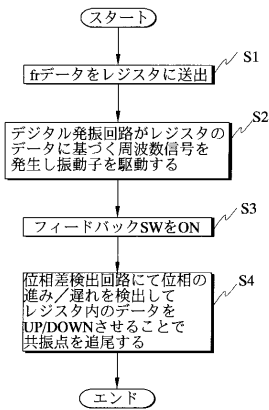 スタート
S1
frデータをレジスタに送出
S2
デジタル発振回路がレジスタの
データに基づく周波数信号を
発生し振動子を駆動する
S3
フィードバックSWをON
S4
位相差検出回路にて位相の
進み／遅れを検出して
レジスタ内のデータを
UP/DOWNさせることで
共振点を追尾する
エンド